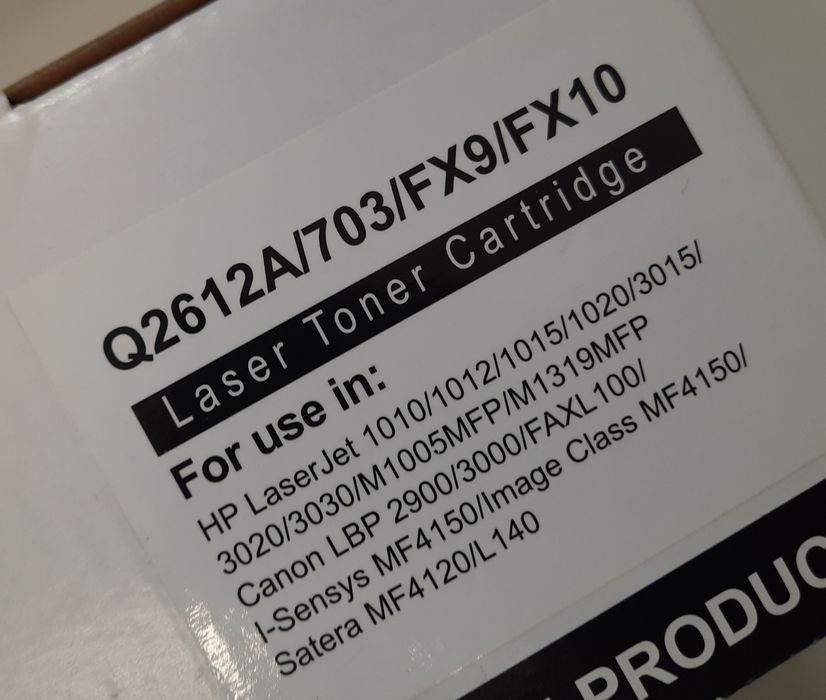 Q2612A/703/FX9/FX10
Laser Toner Cartridge
For use in:
HP LaserJet 1010/1012/1015/1020/3015/
3020/3030/M1005MFP/M1319MFP
Canon LBP 2900/3000/FAXL100/
I-Sensys MF4150/Image Class MF4150/
Satera MF4120/L140